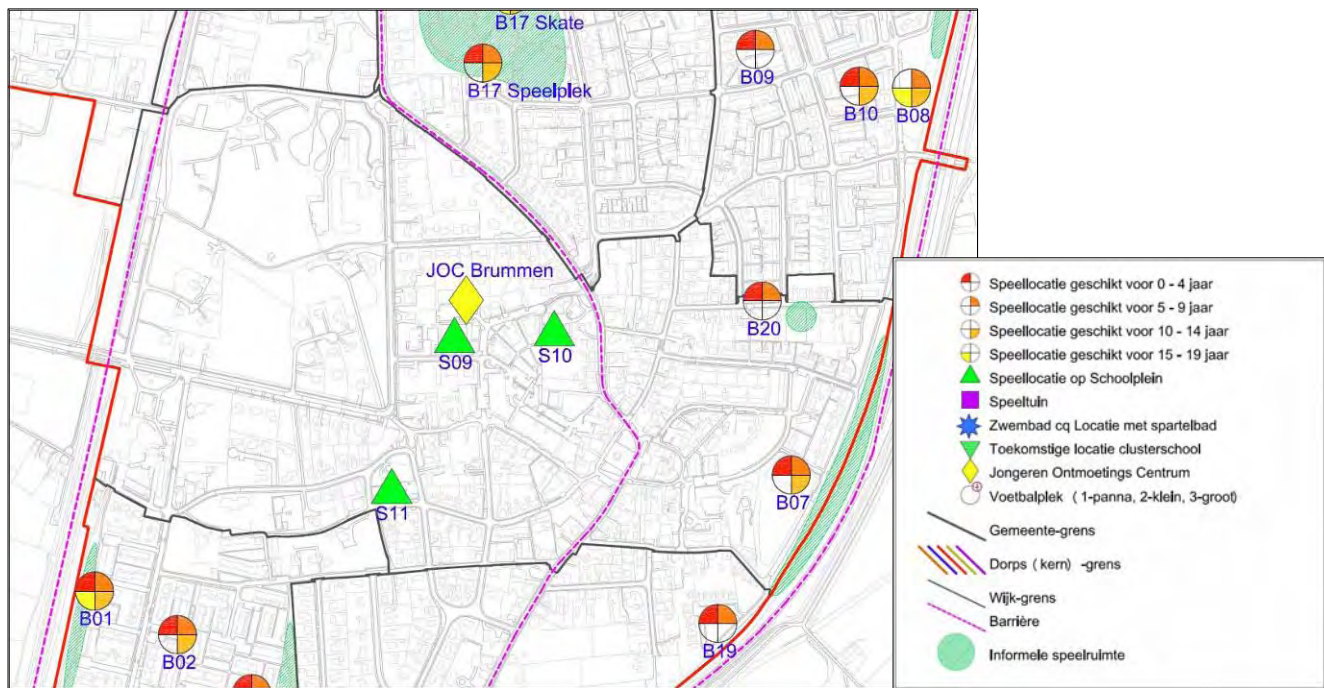 B17 Skate
B17 Speelplek
B09
B10
B08
JOC Brummen
S09
S10
B20
S11
B07
B01
B02
B19
Speellocatie geschikt voor 0 - 4 jaar
Speellocatie geschikt voor 5 - 9 jaar
Speellocatie geschikt voor 10 - 14 jaar
Speellocatie geschikt voor 15 - 19 jaar
Speellocatie op Schoolplein
Speeltuin
Zwembad cq Locatie met spartelbad
Toekomstige locatie clusterschool
Jongeren Ontmoetings Centrum
Voetbalplek ( 1-panna, 2-klein, 3-groot)
Gemeente-grens
Dorps ( kern ) -grens
Wijk-grens
Barrière
Informele speelruimte